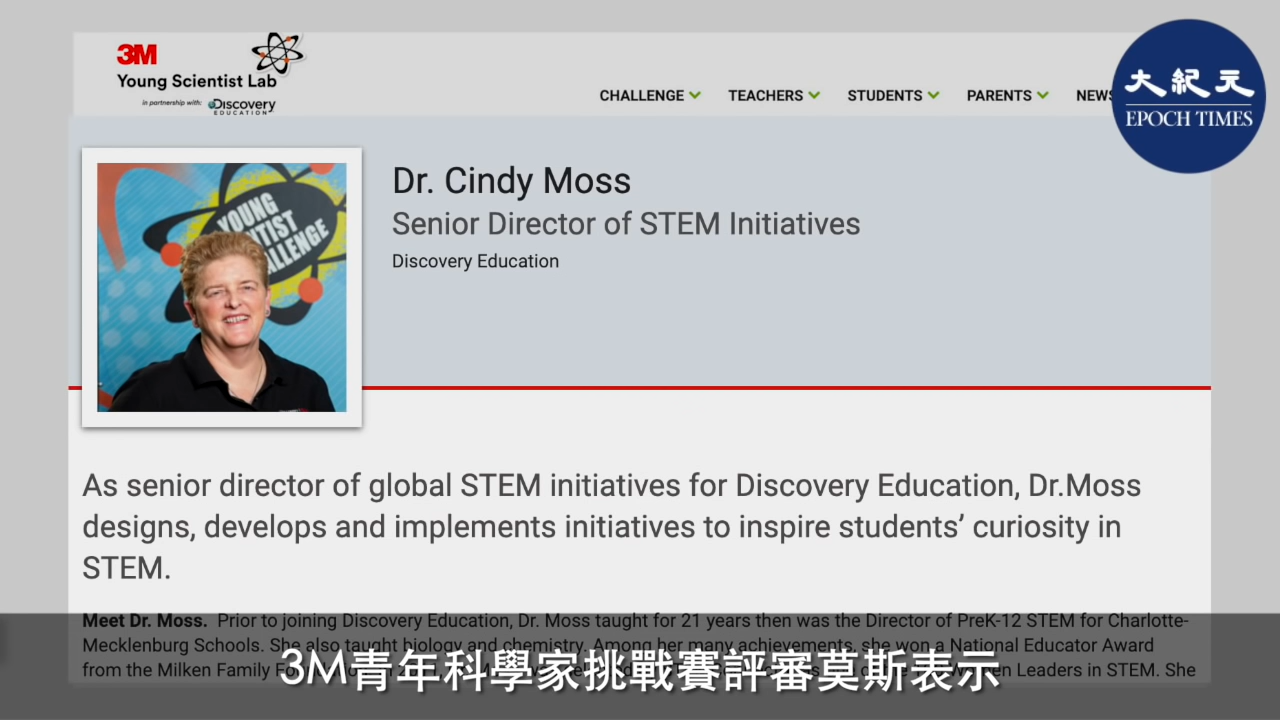 3M
Young Scientist Lab
in partnership with: Discovery
EDUCATION
CHALLENGE TEACHERS STUDENTS PARENTS NEWS
大紀元
EPOCH TIMES
YOUNG
CHALLENGE
Dr. Cindy Moss
Senior Director of STEM Initiatives
Discovery Education
As senior director of global STEM initiatives for Discovery Education, Dr.Moss
designs, develops and implements initiatives to inspire students’ curiosity in
STEM.
Meet Dr. Moss. Prior to joining Discovery Education, Dr. Moss taught for 21 years then was the Director of PreK-12 STEM for Charlotte-
Mecklenburg Schools. She also taught biology and chemistry. Among her many achievements, she won a National Educator Award
from the Milken Family Leaders in STEM. She
3M青年科學家挑戰賽評審莫斯表示